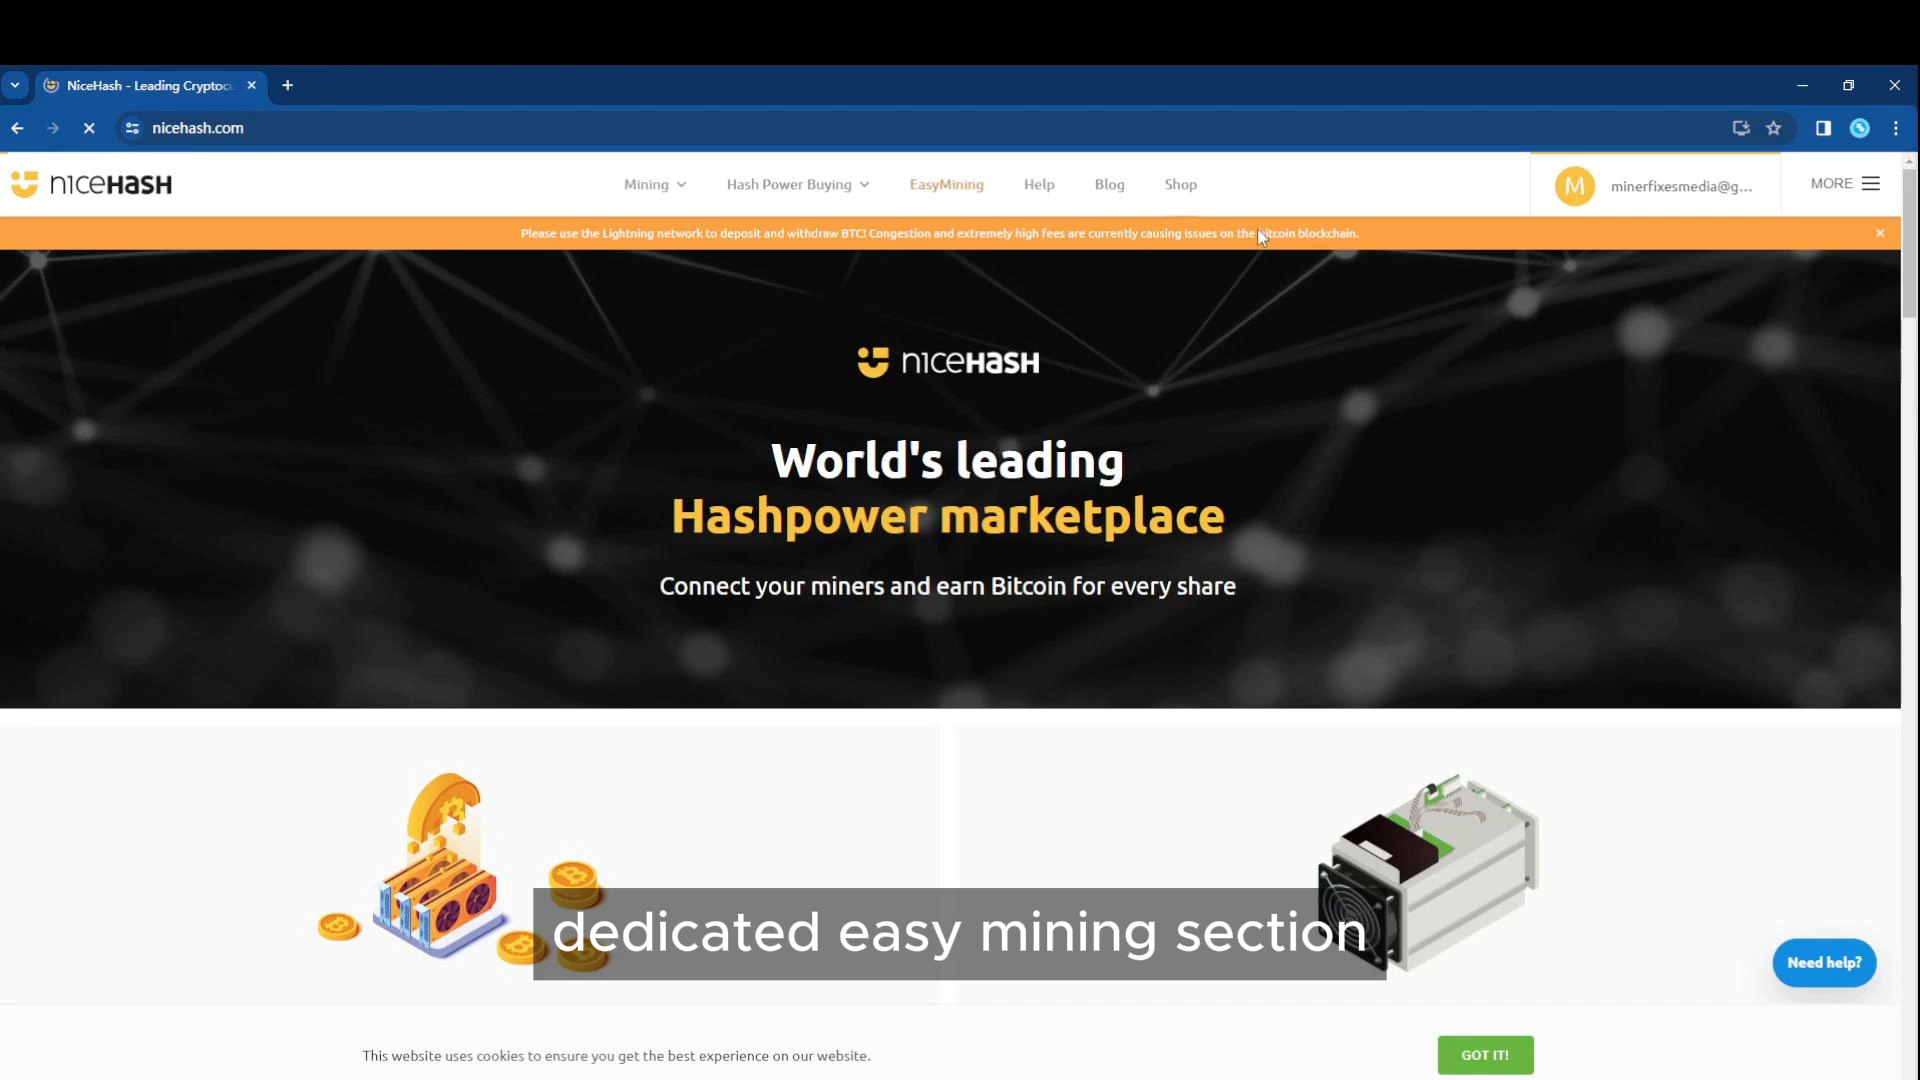 NiceHash - Leading Cryptoc
nicehash.com
nıceHasH
Mining
Hash Power Buying
EasyMining
Help
Blog
Shop
M
minerfixesmedia@g...
MORE
Please use the Lightning network to deposit and withdraw BTC! Congestion and extremely high fees are currently causing issues on the bitcoin blockchain.
nıceHasH
World's leading
Hashpower marketplace
Connect your miners and earn Bitcoin for every share
dedicated easy mining section
Need help?
This website uses cookies to ensure you get the best experience on our website.
GOT IT!